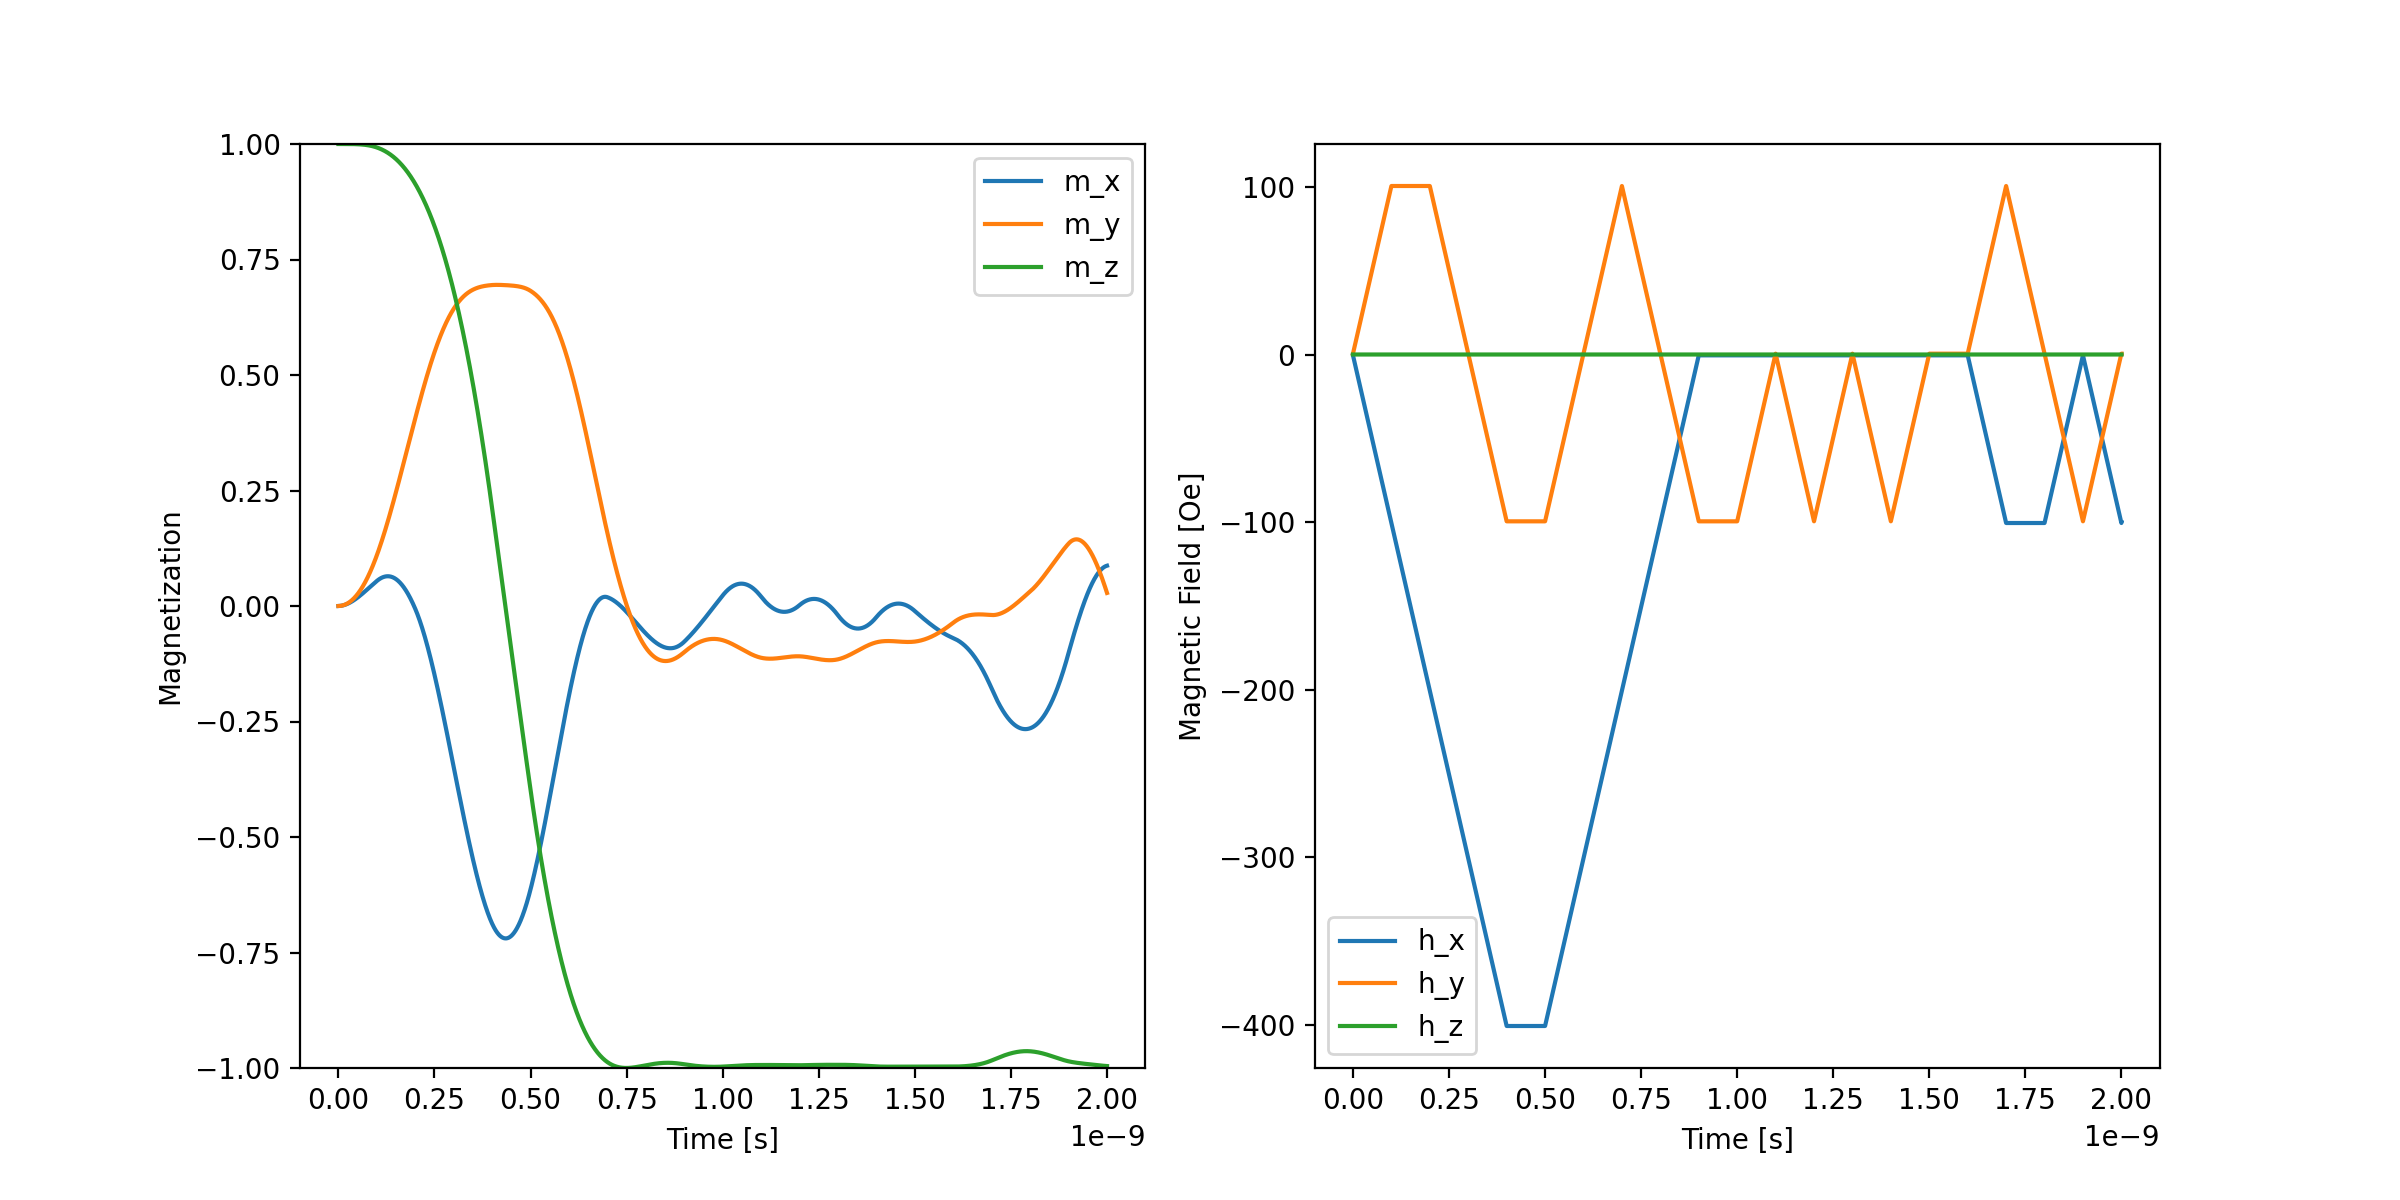 1.00
0.75
0.50
0.25
0.00
−0.25
−0.50
−0.75
−1.00
Magnetization
m_x
m_y
m_z
0.00 0.25 0.50 0.75 1.00 1.25 1.50 1.75 2.00
Time [s]
1e−9
100
0
−100
−200
−300
−400
Magnetic Field [Oe]
h_x
h_y
h_z
0.00 0.25 0.50 0.75 1.00 1.25 1.50 1.75 2.00
Time [s]
1e−9